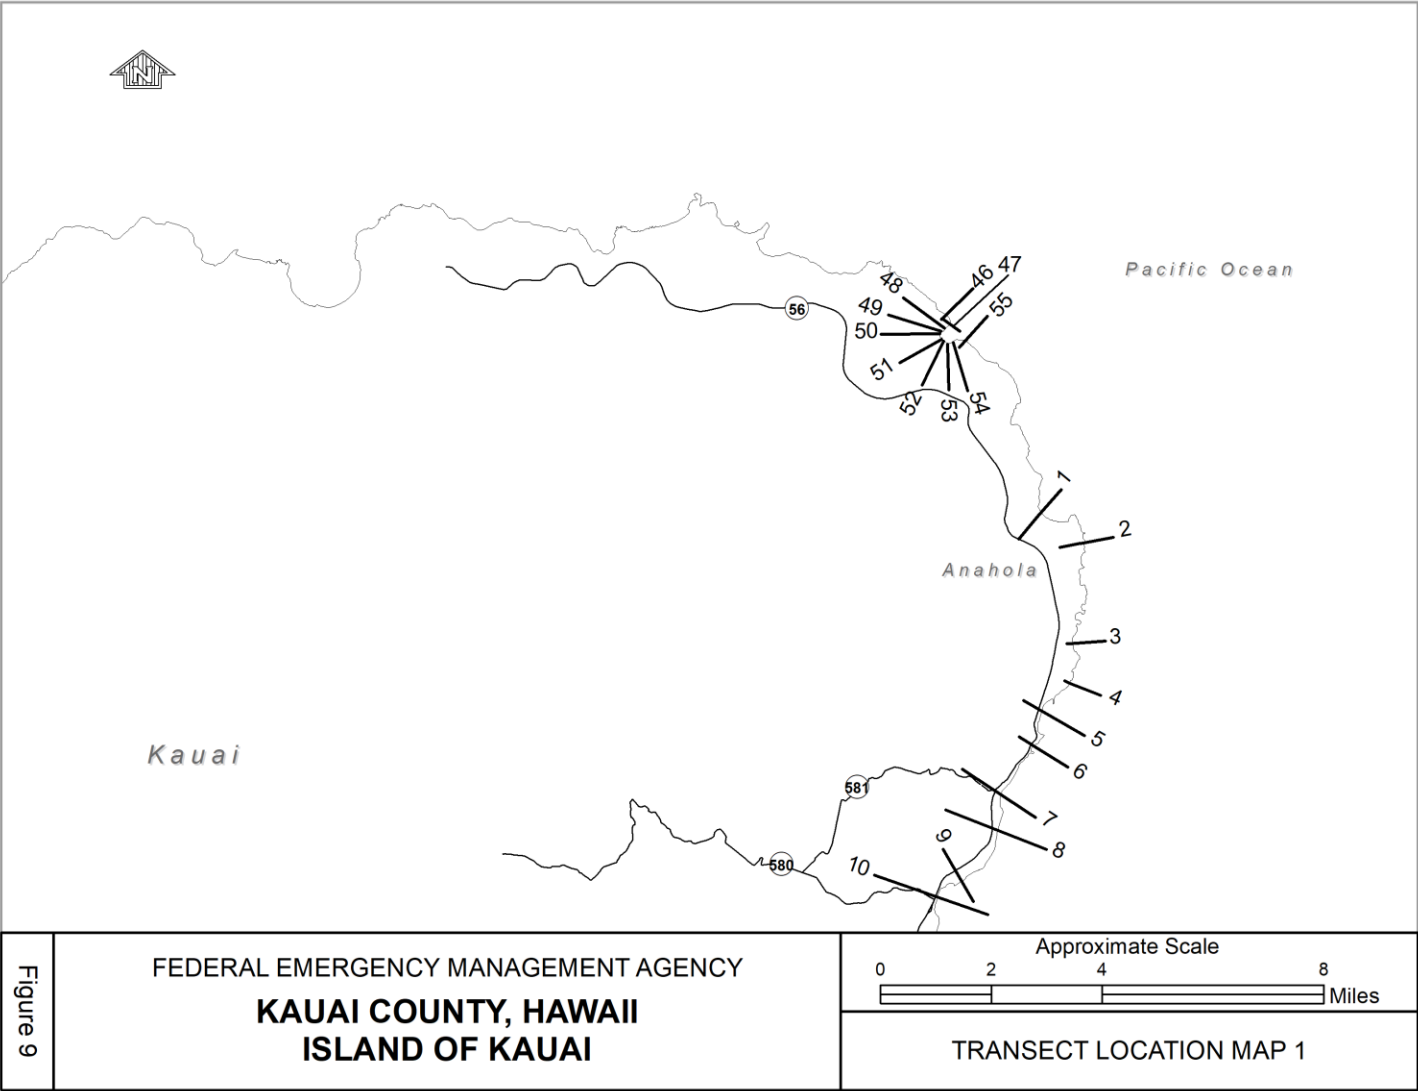 N
47
46
48
Pacific Ocean
55
49
56
50
51
52
53
54
1
2
Anahola
3
4
5
Kauai
6
581
7
9
8
580
10
Figure 9
FEDERAL EMERGENCY MANAGEMENT AGENCY
KAUAI COUNTY, HAWAII
ISLAND OF KAUAI
Approximate Scale
0 2 4 8
Miles
TRANSECT LOCATION MAP 1